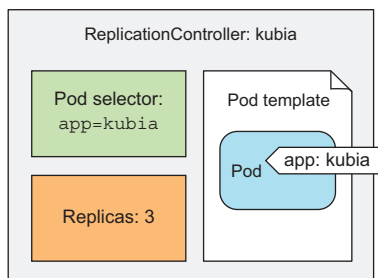 ReplicationController: kubia
Pod selector:
app=kubia
Replicas: 3
Pod template
Pod
app: kubia